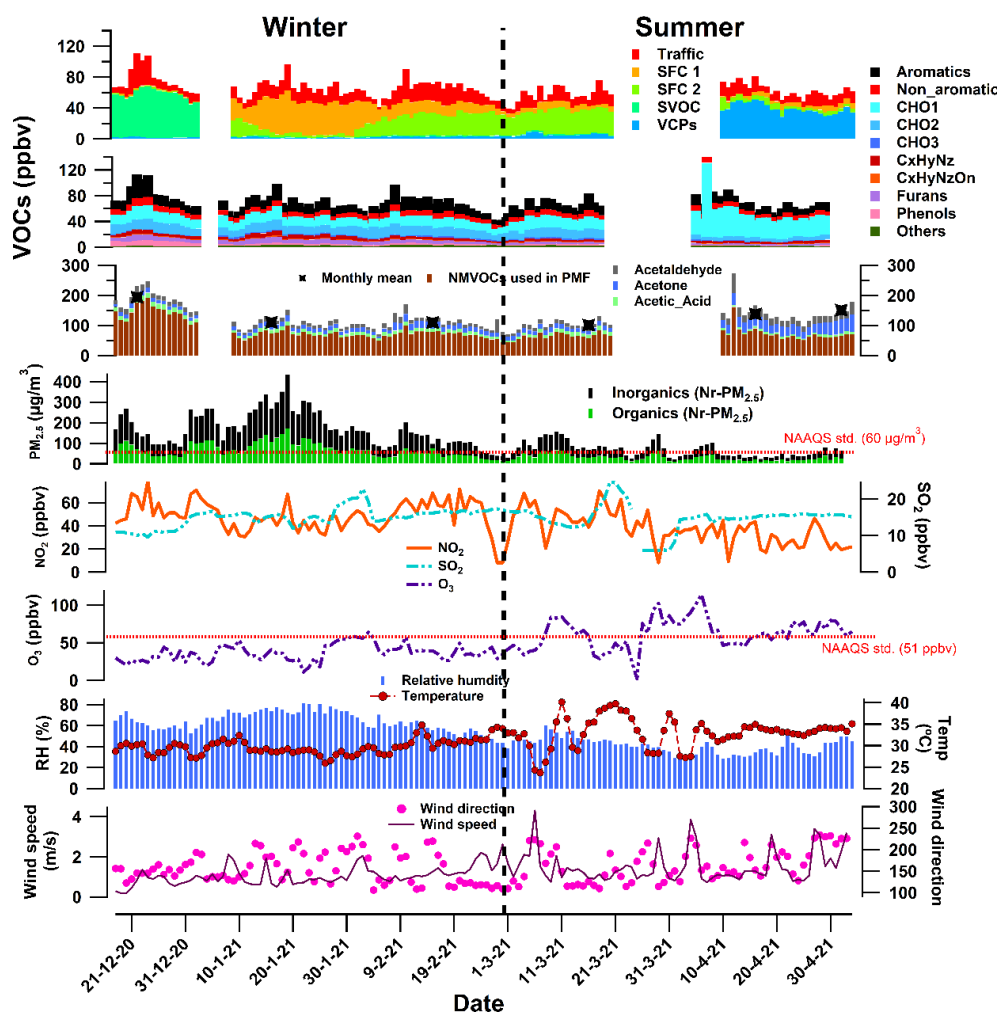 Winter
Summer
Traffic
SFC 1
SFC 2
SVOC
VCPs
Aromatics
Non_aromatic
CHO1
CHO2
CHO3
CxHyNz
CxHyNzOn
Furans
Phenols
Others
VOCs (ppbv)
120
80
40
0
120
80
40
0
Monthly mean
NMVOCs used in PMF
Acetaldehyde
Acetone
Acetic_Acid
300
200
100
0
300
200
100
0
PM2.5 (µg/m³)
400
300
200
100
0
Inorganics (Nr-PM2.5)
Organics (Nr-PM2.5)
NAAQS std. (60 µg/m³)
NO2 (ppbv)
60
40
20
0
NO2
SO2
O3
20
10
0
SO2 (ppbv)
O3 (ppbv)
100
50
0
NAAQS std. (51 ppbv)
Relative humidity
Temperature
RH (%)
80
60
40
20
0
40
35
30
25
20
Temp (ºC)
Wind direction
Wind speed
Wind speed (m/s)
4
2
0
300
250
200
150
100
Wind direction
21-12-20
31-12-20
10-1-21
20-1-21
30-1-21
9-2-21
19-2-21
1-3-21
11-3-21
21-3-21
31-3-21
10-4-21
20-4-21
30-4-21
Date